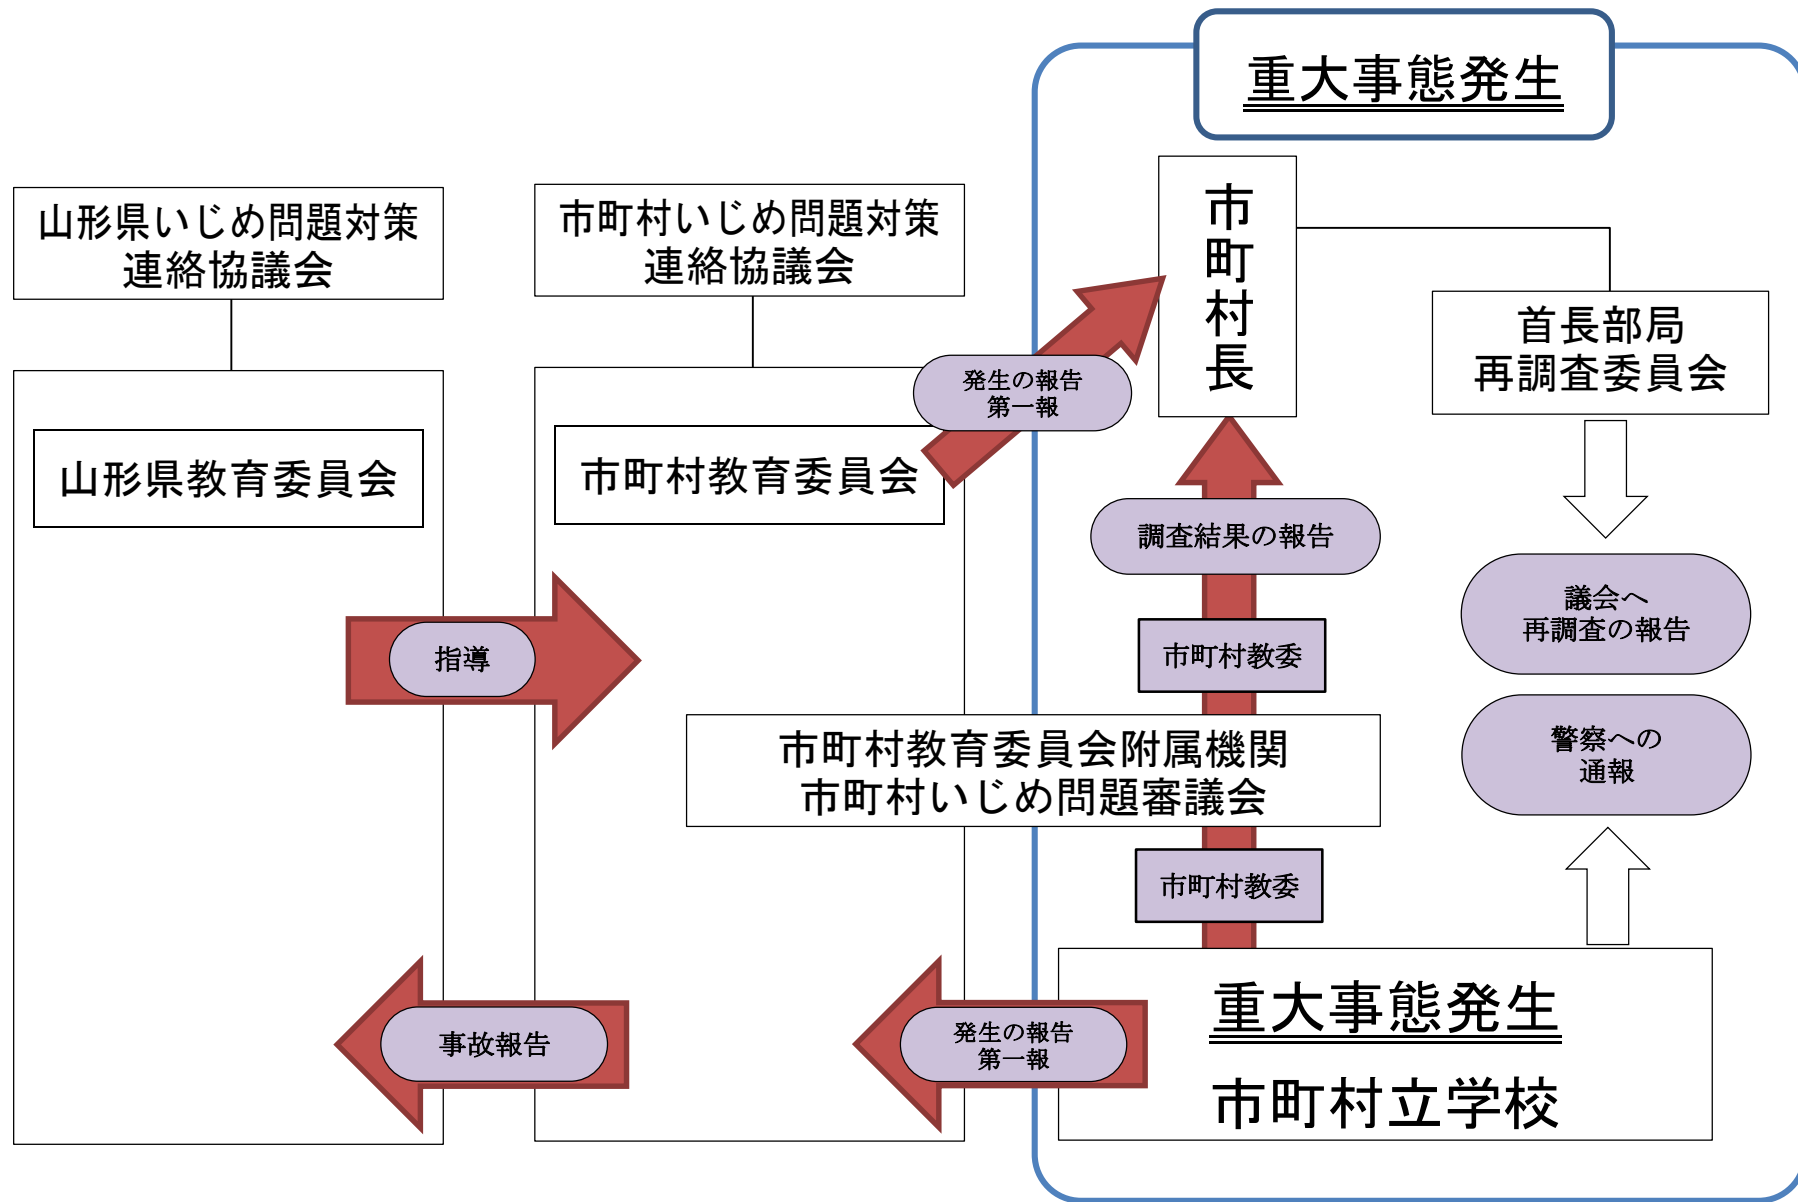 重大事態発生
山形県いじめ問題対策
連絡協議会
市町村いじめ問題対策
連絡協議会
市町村長
首長部局
再調査委員会
発生の報告
第一報
山形県教育委員会
市町村教育委員会
調査結果の報告
議会へ
再調査の報告
指導
市町村教委
市町村教育委員会附属機関
市町村いじめ問題審議会
警察への
通報
市町村教委
事故報告
発生の報告
第一報
重大事態発生
市町村立学校